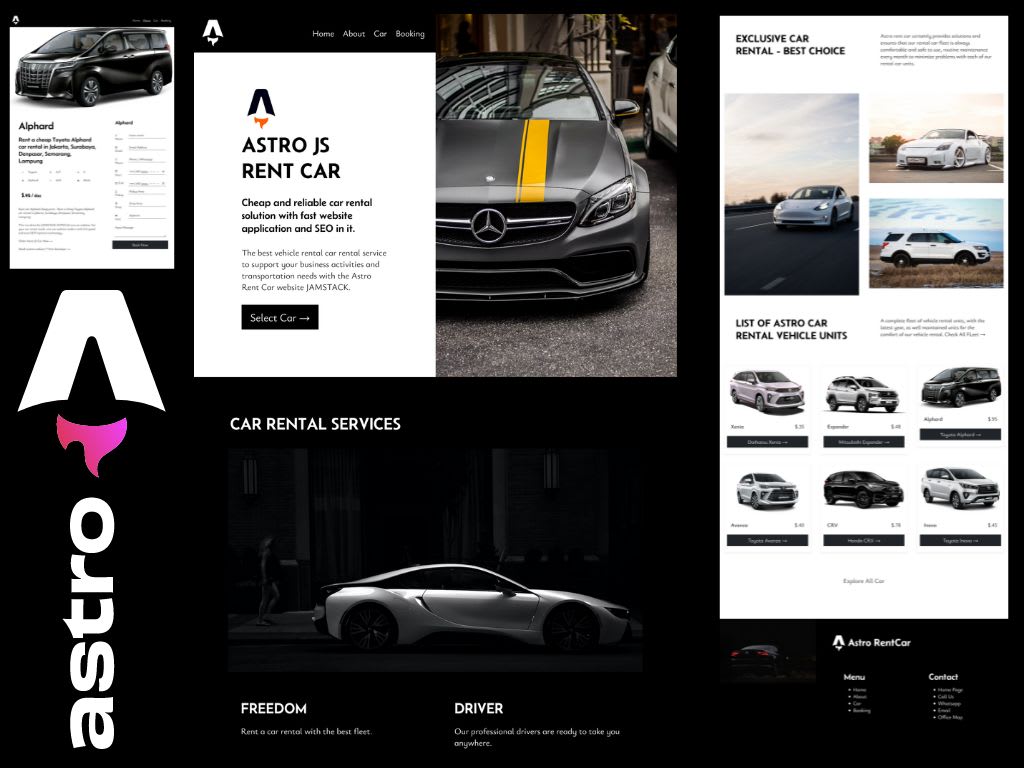 Home About Car Booking
Alphard
Rent a cheap Toyota Alphard
car rental in Jakarta, Surabaya,
Denpasar, Semarang,
Lampung
Book Now
astro
Home About Car Booking
ASTRO JS
RENT CAR
Cheap and reliable car rental
solution with fast website
application and SEO in it.
The best vehicle rental car rental service
to support your business activities and
transportation needs with the Astro
Rent Car website JAMSTACK.
Select Car →
CAR RENTAL SERVICES
FREEDOM
Rent a car rental with the best fleet.
DRIVER
Our professional drivers are ready to take you
anywhere.
EXCLUSIVE CAR
RENTAL - BEST CHOICE
Astro rent car certainly provides solutions and
ensures that our rental car fleet is always
comfortable and safe to use, routine maintenance
every month to minimize problems with each of our
rental car units.
LIST OF ASTRO CAR
RENTAL VEHICLE UNITS
A complete fleet of vehicle rental units, with the
latest year, as well maintained units for the
comfort of our vehicle rental. Check All FLeet →
Xenia $.35
Daihatsu Xenia →
Expander $.48
Mitsubishi Expander →
Alphard $.95
Toyota Alphard →
Avanza $.40
Toyota Avanza →
CRV $.78
Honda CRV →
Inova $.45
Toyota Inova →
Explore All Car
Astro RentCar
Menu
Home
About
Car
Booking
Contact
Home Page
Call Us
Whatsapp
Email
Office Map